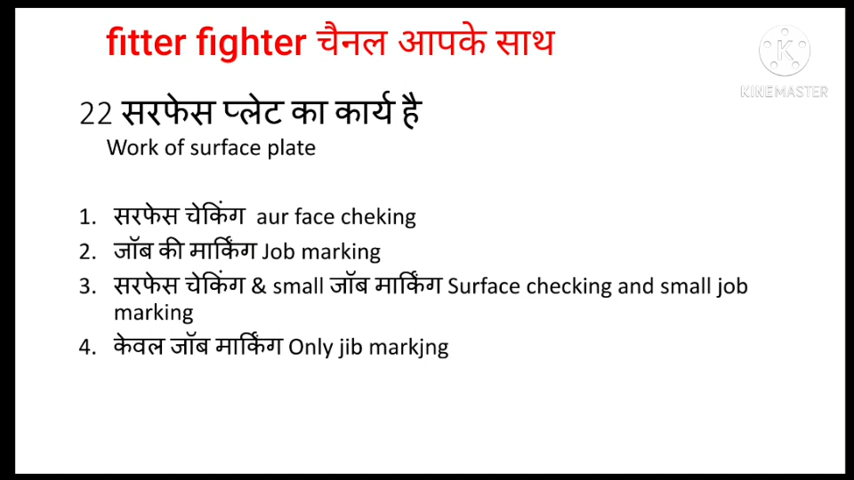 fitter fighter चैनल आपके साथ
KINEMASTER
22 सरफेस प्लेट का कार्य है
Work of surface plate
1. सरफेस चेकिंग aur face cheking
2. जॉब की मार्किंग Job marking
3. सरफेस चेकिंग & small जॉब मार्किंग Surface checking and small job
marking
4. केवल जॉब मार्किंग Only jib markjng